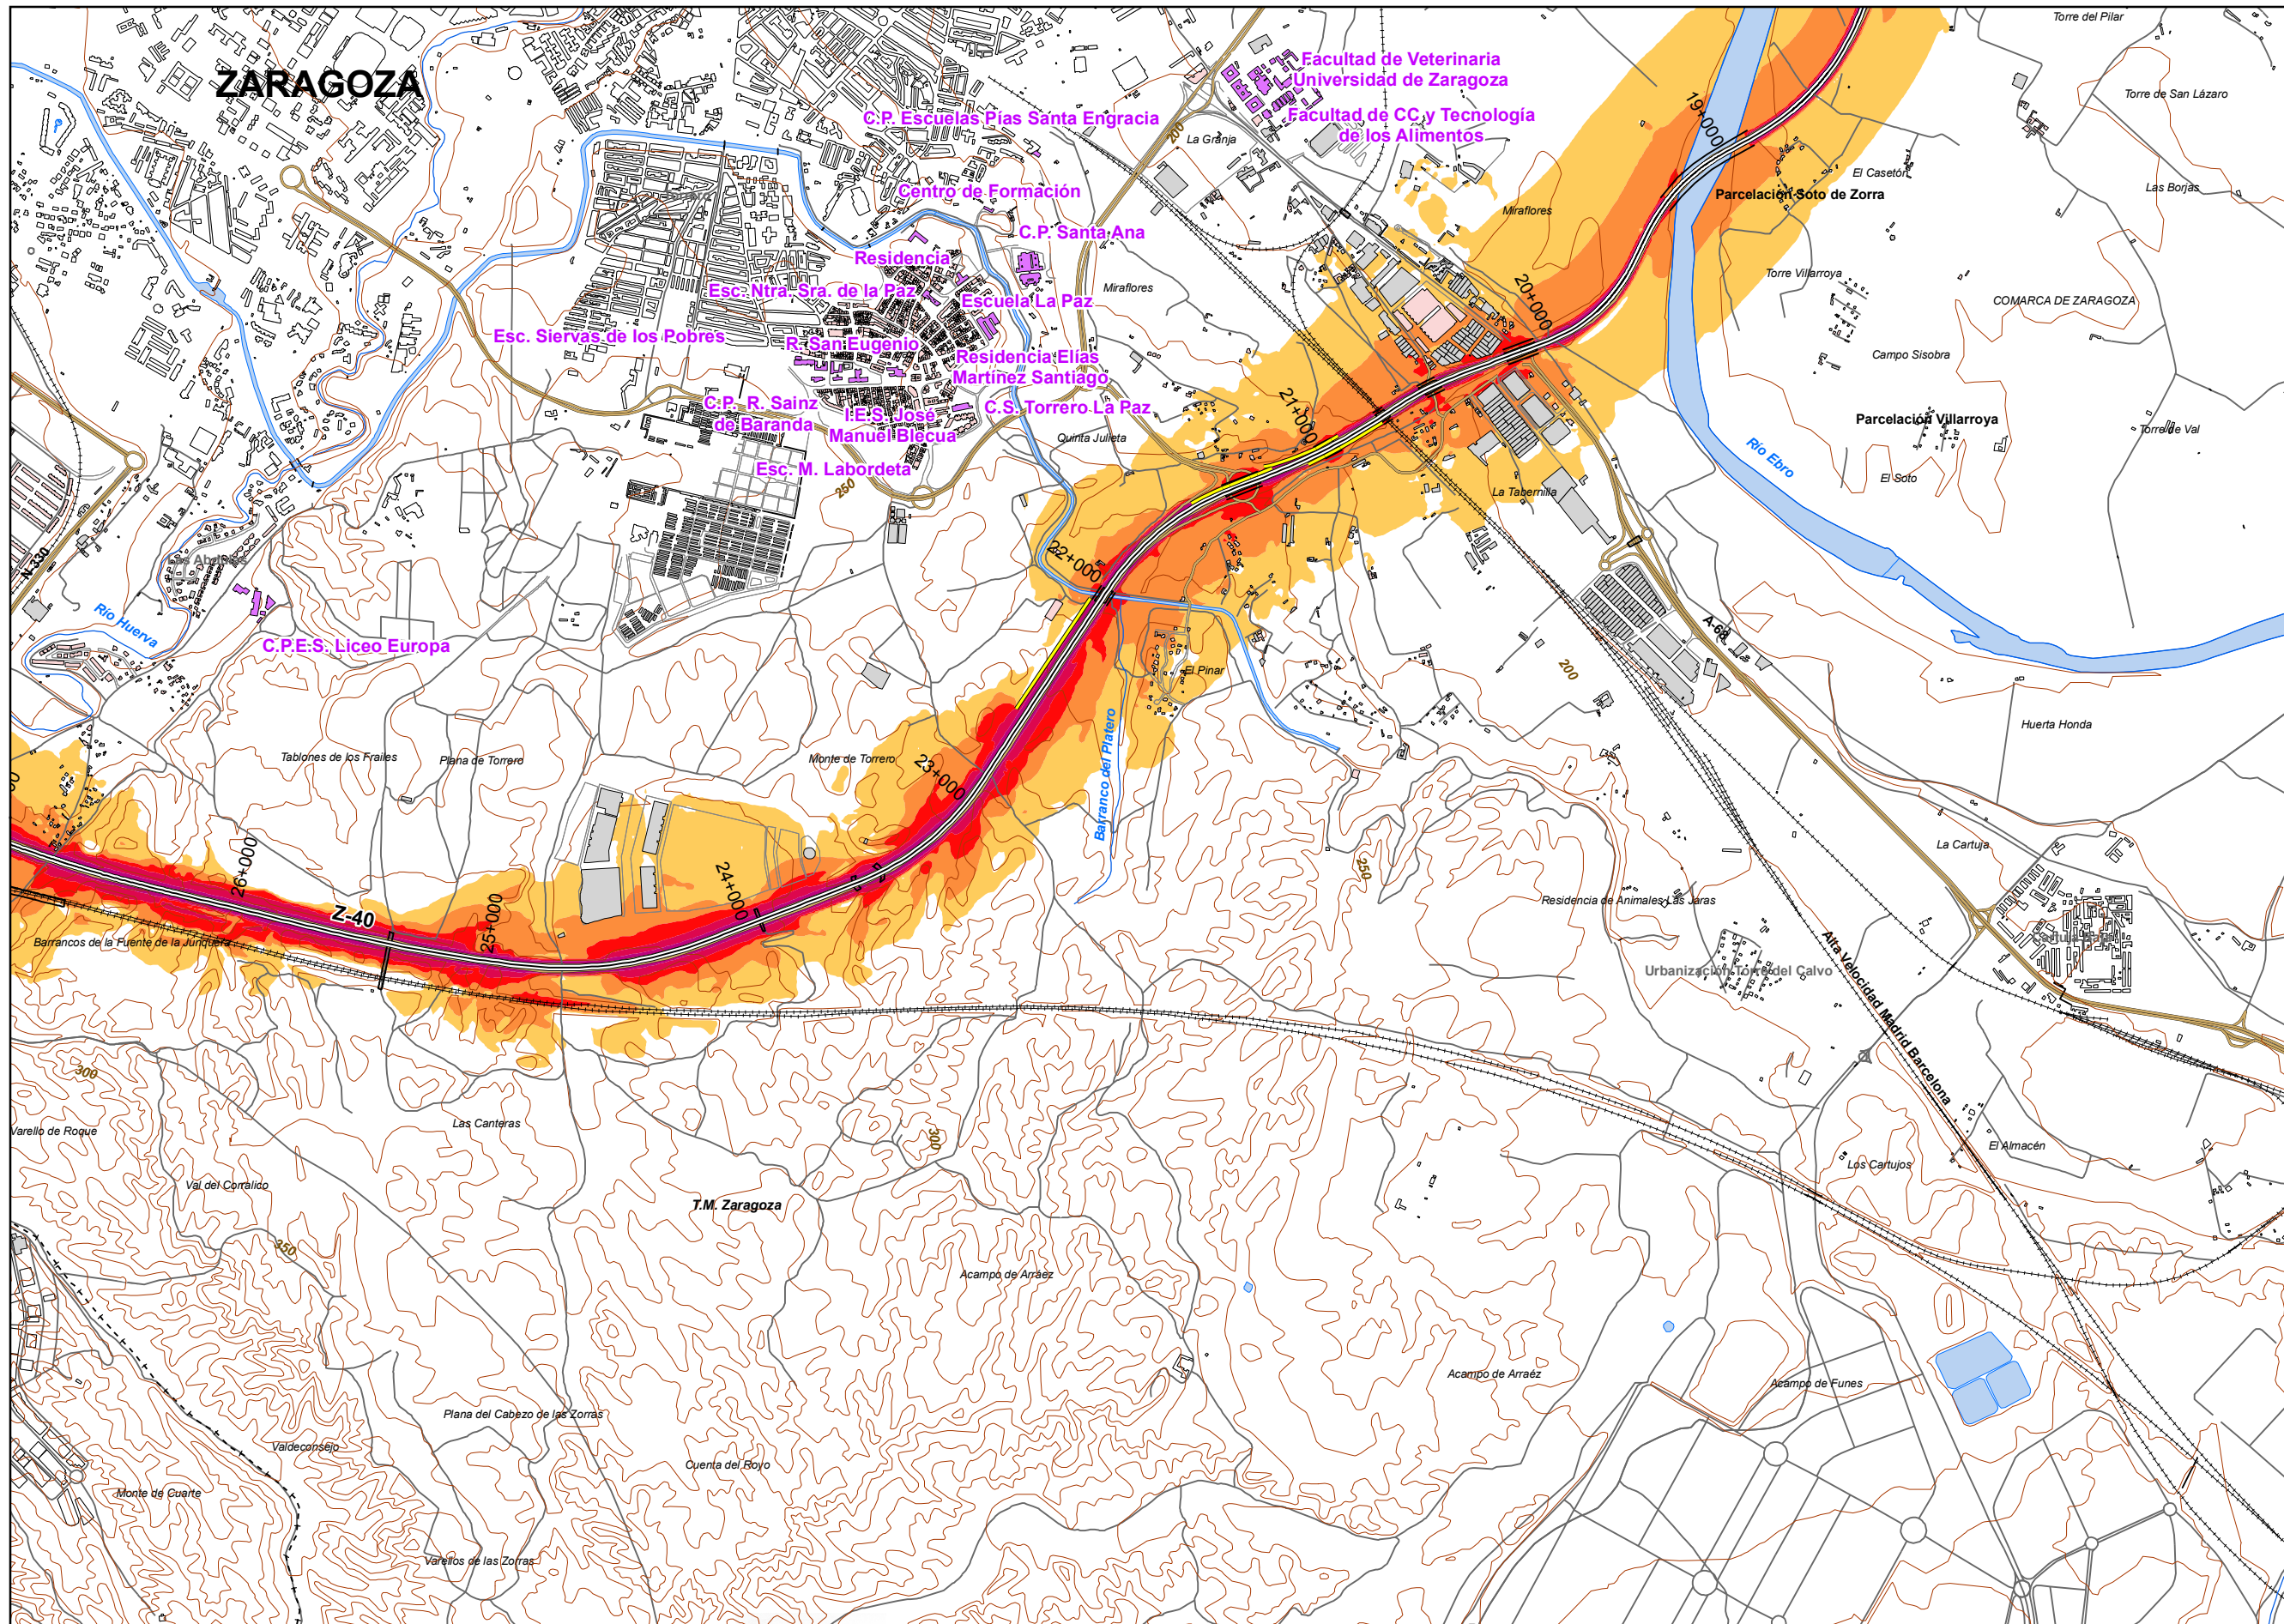 Torre del Pilar
Facultad de Veterinaria
Universidad de Zaragoza
ZARAGOZA
Torre de San Lázaro
19+000
C.P. Escuelas Pías Santa Engracia
Facultad de CC y Tecnología
de los Alimentos
200
La Granja
El Casetón
Las Borjas
Centro de Formación
Parcelación Soto de Zorra
Miraflores
C.P. Santa Ana
Residencia
Torre Villarroya
Esc. Ntra. Sra. de la Paz
Miraflores
Escuela La Paz
20+000
COMARCA DE ZARAGOZA
Esc. Siervas de los Pobres
R. San Eugenio
Residencia Elías
Martínez Santiago
Campo Sisobra
C.P. R. Sainz
de Baranda
C.S. Torrero La Paz
21+000
I.E.S. José
Manuel Blecua
Parcelación Villarroya
Torre de Val
Quinta Julieta
Río Ebro
Esc. M. Labordeta
250
El Soto
La Tabernilla
N-330
22+000
Río Huerva
A-68
C.P.E.S. Liceo Europa
El Pinar
200
Huerta Honda
Barranco del Platero
Tablones de los Frailes
Plana de Torrero
Monte de Torrero
23+000
26+000
24+000
250
La Cartuja
Z-40
25+000
Residencia de Animales Las Jaras
Barrancos de la Fuente de la Junquera
Urbanización Torre del Calvo
Alta Velocidad Madrid Barcelona
300
Las Canteras
Varello de Roque
300
El Almacén
Los Cartujos
Val del Corralico
T.M. Zaragoza
350
Acampo de Arráez
Acampo de Arraéz
Acampo de Funes
Plana del Cabezo de las Zorras
Valdeconsejo
Cuenta del Royo
Monte de Cuarte
Varellos de las Zorras